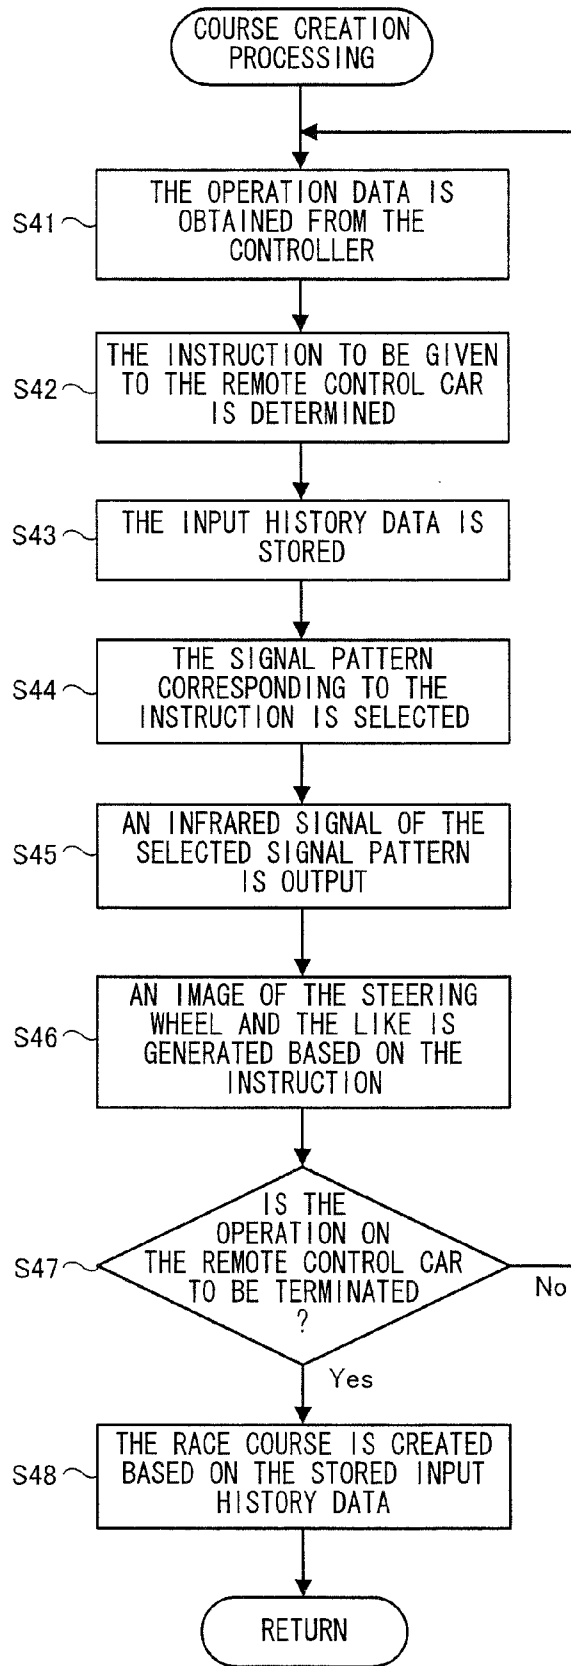 COURSE CREATION
PROCESSING
S41
THE OPERATION DATA IS
OBTAINED FROM THE
CONTROLLER
S42
THE INSTRUCTION TO BE GIVEN
TO THE REMOTE CONTROL CAR
IS DETERMINED
S43
THE INPUT HISTORY DATA IS
STORED
S44
THE SIGNAL PATTERN
CORRESPONDING TO THE
INSTRUCTION IS SELECTED
S45
AN INFRARED SIGNAL OF THE
SELECTED SIGNAL PATTERN
IS OUTPUT
S46
AN IMAGE OF THE STEERING
WHEEL AND THE LIKE IS
GENERATED BASED ON THE
INSTRUCTION
S47
IS THE
OPERATION ON
THE REMOTE CONTROL CAR
TO BE TERMINATED
?
No
Yes
S48
THE RACE COURSE IS CREATED
BASED ON THE STORED INPUT
HISTORY DATA
RETURN